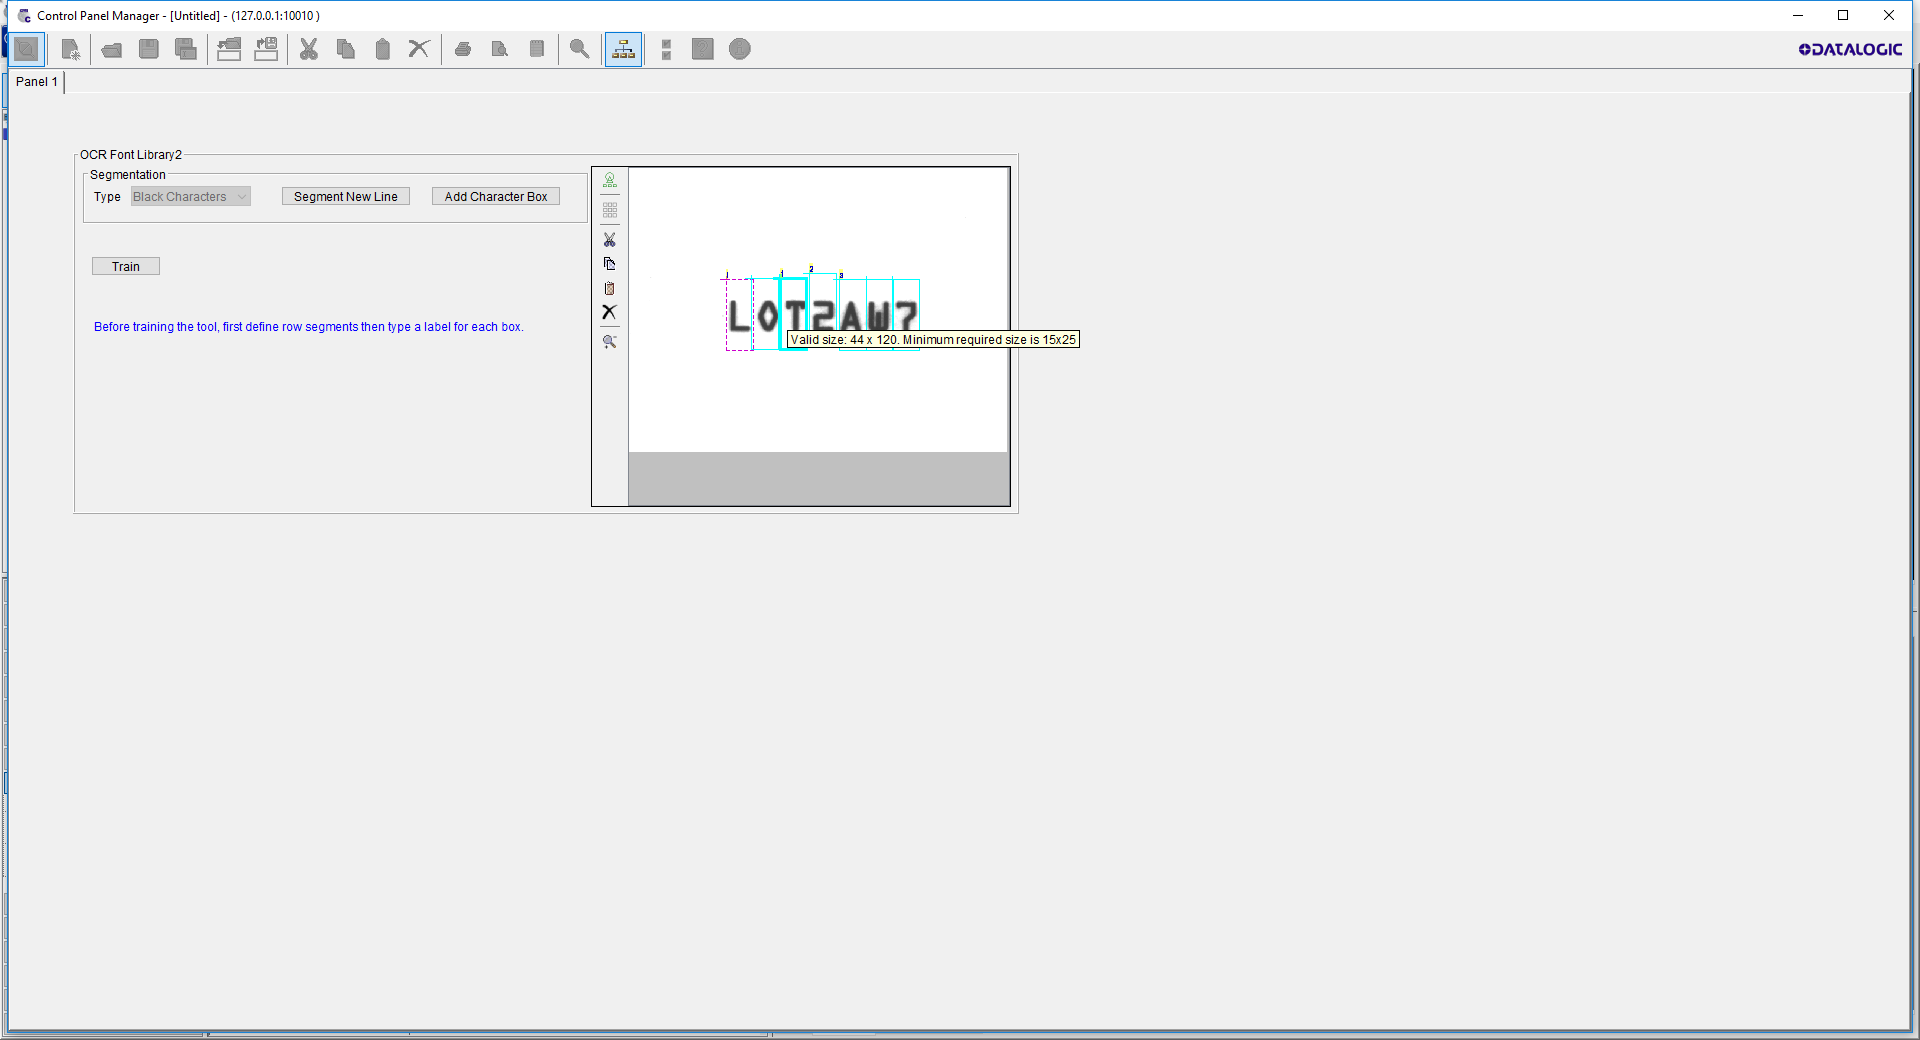 Control Panel Manager - [Untitled] - (127.0.0.1:10010 )
DATALOGIC
Panel 1
OCR Font Library2
Segmentation
Type Black Characters Segment New Line Add Character Box
Train
Before training the tool, first define row segments then type a label for each box.
1 2 3
LOT2AW7
Valid size: 44 x 120. Minimum required size is 15x25